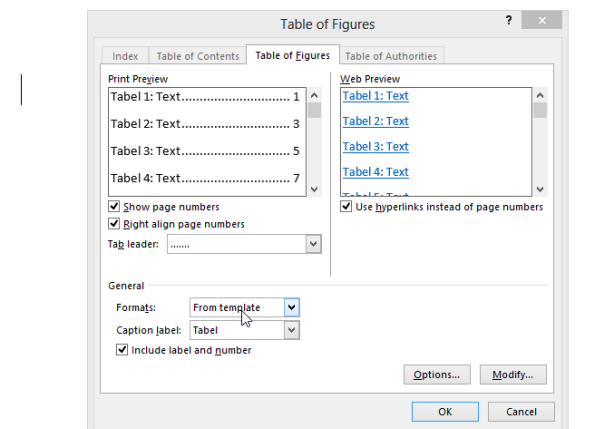 Table of Figures
?
Index Table of Contents Table of Figures Table of Authorities
Print Preview
Tabel 1: Text.............................. 1
Tabel 2: Text.............................. 3
Tabel 3: Text.............................. 5
Tabel 4: Text.............................. 7
Show page numbers
Right align page numbers
Tab leader: .......
Web Preview
Tabel 1: Text
Tabel 2: Text
Tabel 3: Text
Tabel 4: Text
Tabel 5: Text
Use hyperlinks instead of page numbers
General
Formats: From template
Caption label: Tabel
Include label and number
Options... Modify...
OK Cancel